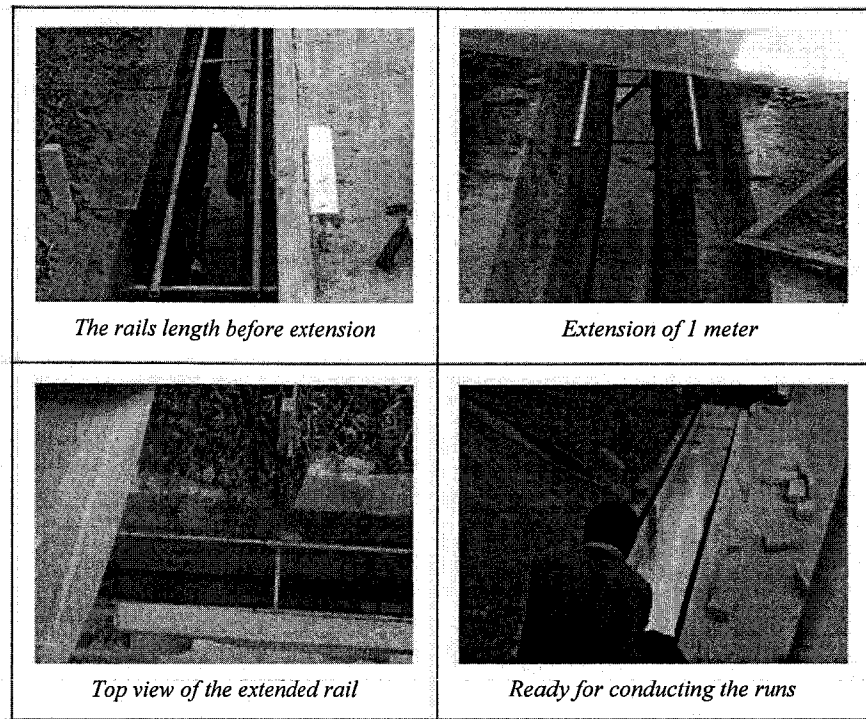 The rails length before extension
Extension of 1 meter
Top view of the extended rail
Ready for conducting the runs